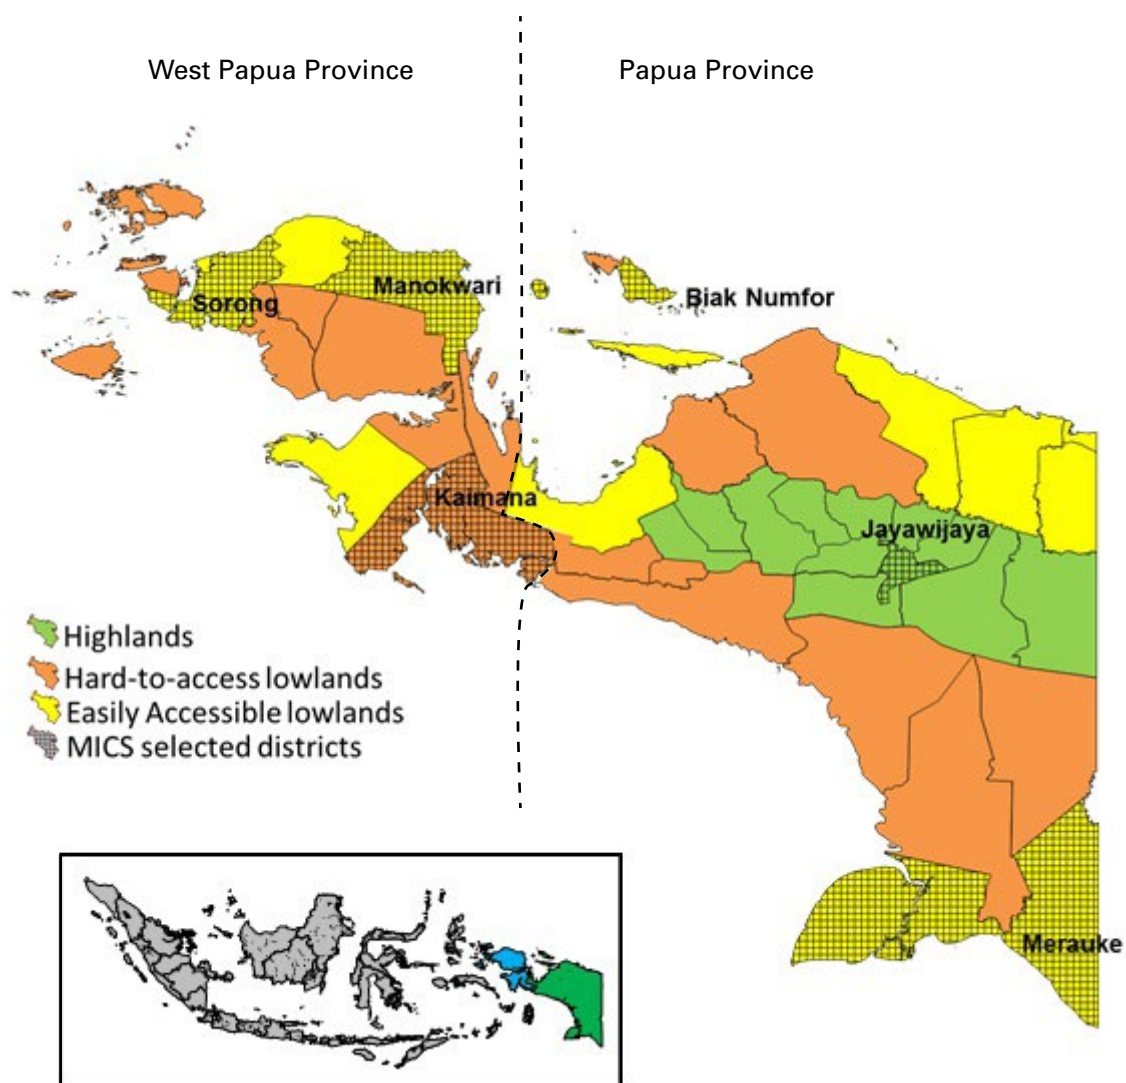 West Papua Province
Papua Province
Manokwari
Biak Numfor
Sorong
Kaimana
Jayawijaya
Highlands
Hard-to-access lowlands
Easily Accessible lowlands
MICS selected districts
Merauke